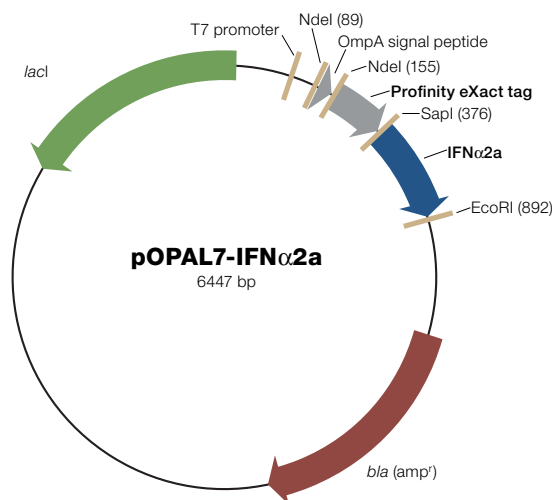 T7 promoter
NdeI (89)
OmpA signal peptide
NdeI (155)
Profinity eXact tag
SapI (376)
IFNα2a
EcoRI (892)
lacI
pOPAL7-IFNα2a
6447 bp
bla (ampʳ)